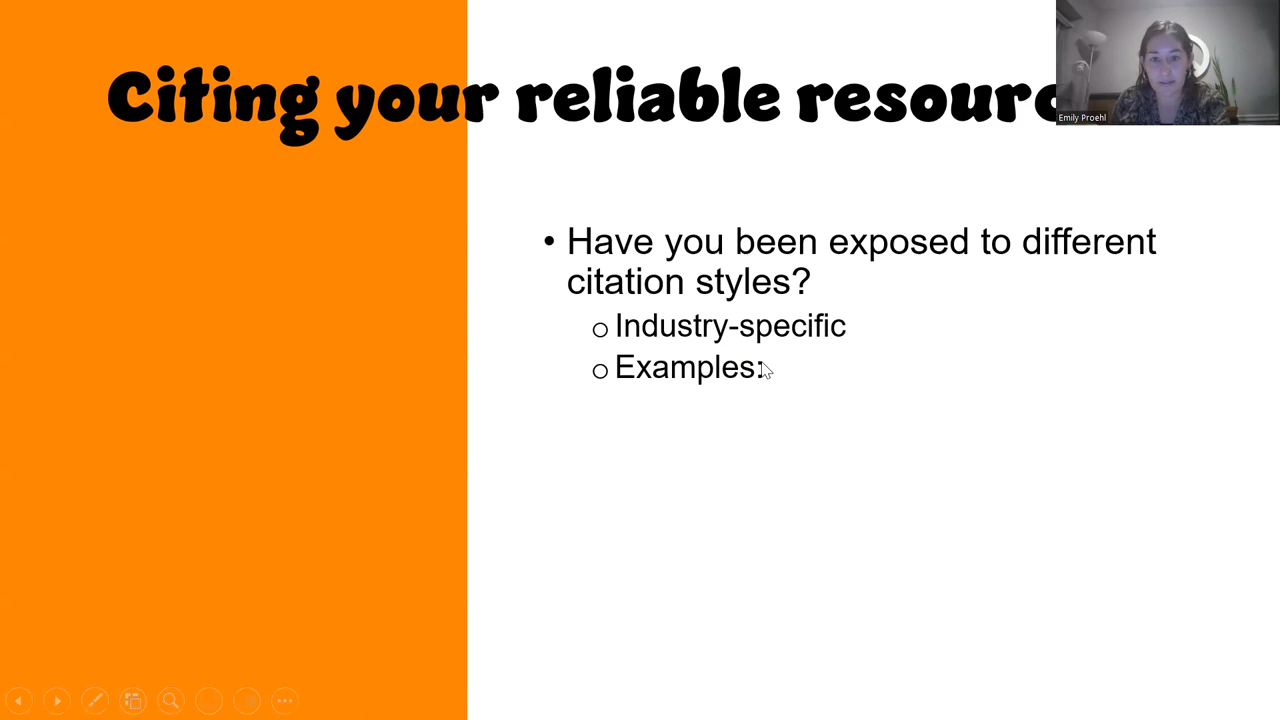 Citing your reliable resourc
Emily Proehl
• Have you been exposed to different
citation styles?
o Industry-specific
o Examples: